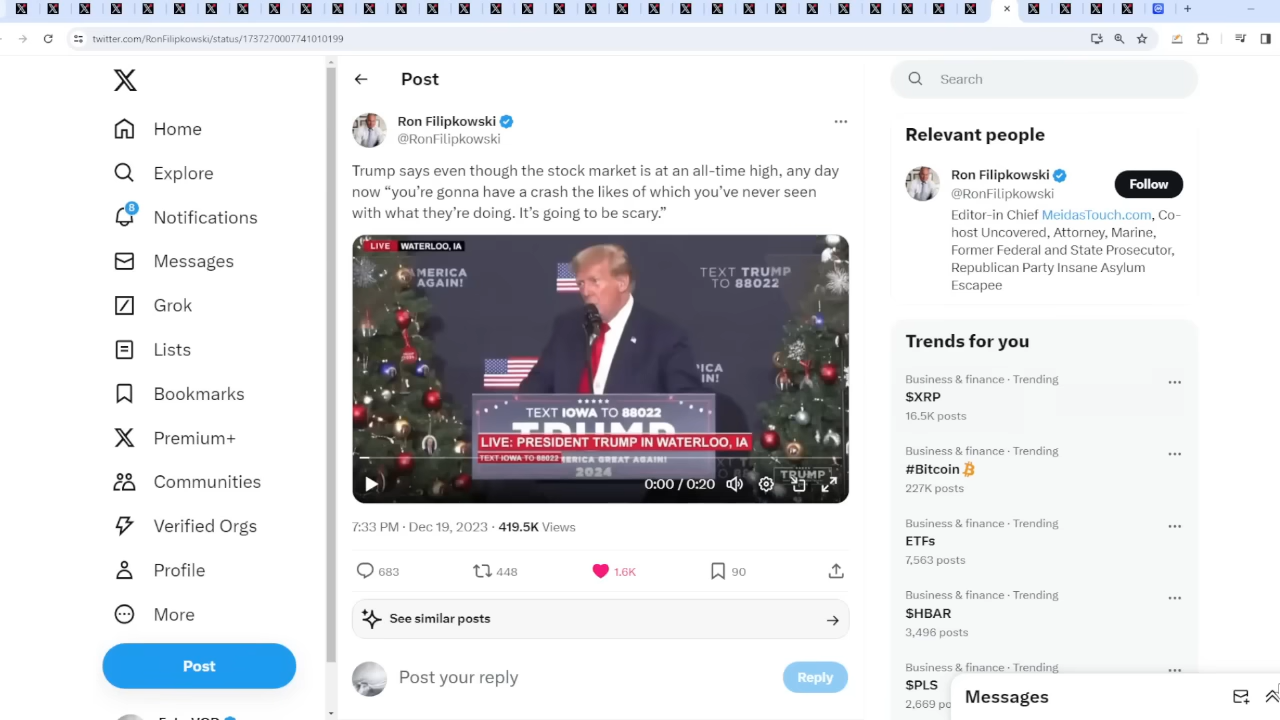 twitter.com/RonFilipkowski/status/1737270007741010199
Home
Explore
8
Notifications
Messages
Grok
Lists
Bookmarks
Premium+
Communities
Verified Orgs
Profile
More
Post
Post
Ron Filipkowski
@RonFilipkowski
Trump says even though the stock market is at an all-time high, any day
now “you’re gonna have a crash the likes of which you’ve never seen
with what they’re doing. It’s going to be scary.”
LIVE WATERLOO, IA
AMERICA
AGAIN!
TEXT TRUMP
TO 88022
TEXT IOWA TO 88022
TRUMP
LIVE: PRESIDENT TRUMP IN WATERLOO, IA
TEXT IOWA TO 88022
AMERICA GREAT AGAIN!
2024
TRUMP
0:00 / 0:20
7:33 PM · Dec 19, 2023 · 419.5K Views
683 448 1.6K 90
See similar posts
Post your reply
Reply
Search
Relevant people
Ron Filipkowski
@RonFilipkowski
Follow
Editor-in Chief MeidasTouch.com, Co-
host Uncovered, Attorney, Marine,
Former Federal and State Prosecutor,
Republican Party Insane Asylum
Escapee
Trends for you
Business & finance · Trending
$XRP
16.5K posts
Business & finance · Trending
#Bitcoin
227K posts
Business & finance · Trending
ETFs
7,563 posts
Business & finance · Trending
$HBAR
3,496 posts
Business & finance · Trending
$PLS
2,669 po
Messages